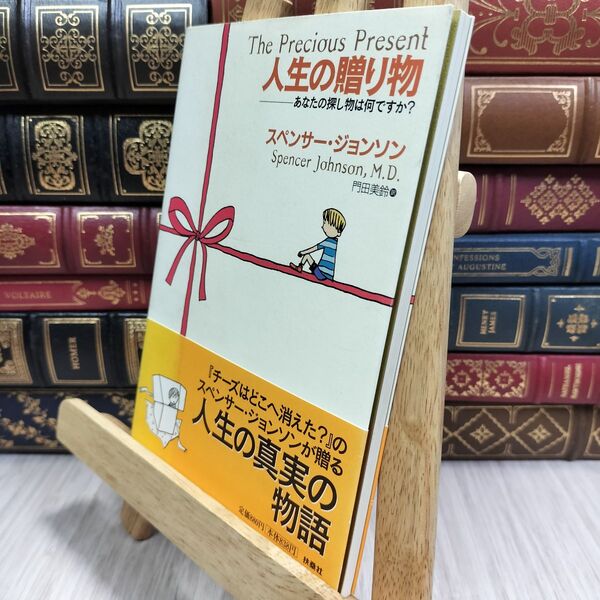 The Precious Present
人生の贈り物
――あなたの探し物は何ですか?
スペンサー・ジョンソン
Spencer Johnson, M.D.
門田美鈴 訳
『チーズはどこへ消えた?』の
スペンサー・ジョンソンが贈る
人生の真実の
物語
扶桑社
VOLTAIRE
HOMER
CONFESSIONS
AUGUSTINE
HENRY
JAMES